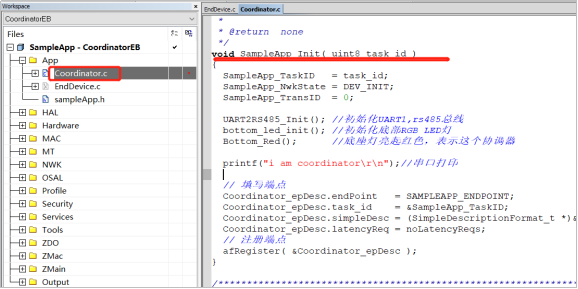 Workspace
CoordinatorEB
Files
SampleApp - CoordinatorEB
App
Coordinator.c
EndDevice.c
sampleApp.h
HAL
Hardware
MAC
MT
NWK
OSAL
Profile
Security
Services
Tools
ZDO
ZMac
ZMain
Output
EndDevice.c Coordinator.c
*
* @return none
*/
void SampleApp_Init( uint8 task_id )
{
SampleApp_TaskID = task_id;
SampleApp_NwkState = DEV_INIT;
SampleApp_TransID = 0;
UART2RS485_Init(); //初始化UART1,rs485总线
bottom_led_init(); //初始化底部RGB LED灯
Bottom_Red(); //底座灯亮起红色，表示这个协调器
printf("i am coordinator\r\n");//串口打印
// 填写端点
Coordinator_epDesc.endPoint = SAMPLEAPP_ENDPOINT;
Coordinator_epDesc.task_id = &SampleApp_TaskID;
Coordinator_epDesc.simpleDesc = (SimpleDescriptionFormat_t *)&
Coordinator_epDesc.latencyReq = noLatencyReqs;
// 注册端点
afRegister( &Coordinator_epDesc );
}